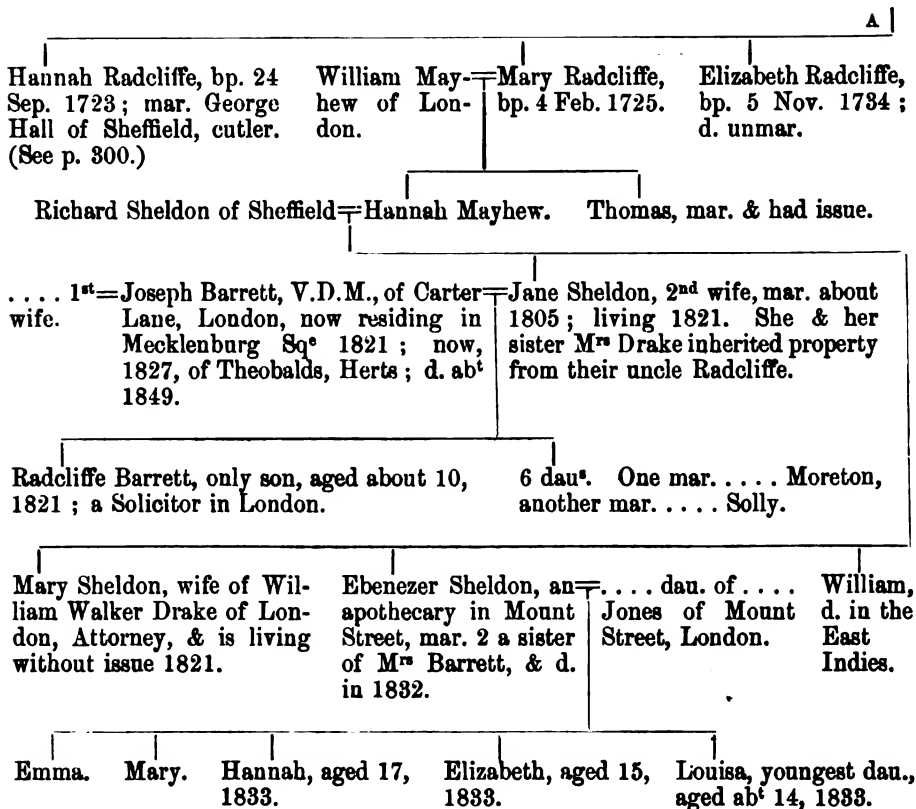 A
Hannah Radcliffe, bp. 24
Sep. 1723 ; mar. George
Hall of Sheffield, cutler.
(See p. 300.)
William May-
hew of Lon-
don.
Mary Radcliffe,
bp. 4 Feb. 1725.
Elizabeth Radcliffe,
bp. 5 Nov. 1734 ;
d. unmar.
Richard Sheldon of Sheffield
Hannah Mayhew.
Thomas, mar. & had issue.
. . . . 1st
wife.
Joseph Barrett, V.D.M., of Carter
Lane, London, now residing in
Mecklenburg Sqe 1821 ; now,
1827, of Theobalds, Herts ; d. abt
1849.
Jane Sheldon, 2nd wife, mar. about
1805 ; living 1821. She & her
sister Mrs Drake inherited property
from their uncle Radcliffe.
Radcliffe Barrett, only son, aged about 10,
1821 ; a Solicitor in London.
6 daus. One mar. . . . . Moreton,
another mar. . . . . Solly.
Mary Sheldon, wife of Wil-
liam Walker Drake of Lon-
don, Attorney, & is living
without issue 1821.
Ebenezer Sheldon, an
apothecary in Mount
Street, mar. 2 a sister
of Mrs Barrett, & d.
in 1832.
. . . . dau. of . . . .
Jones of Mount
Street, London.
William,
d. in the
East
Indies.
Emma.
Mary.
Hannah, aged 17,
1833.
Elizabeth, aged 15,
1833.
Louisa, youngest dau.,
aged abt 14, 1833.